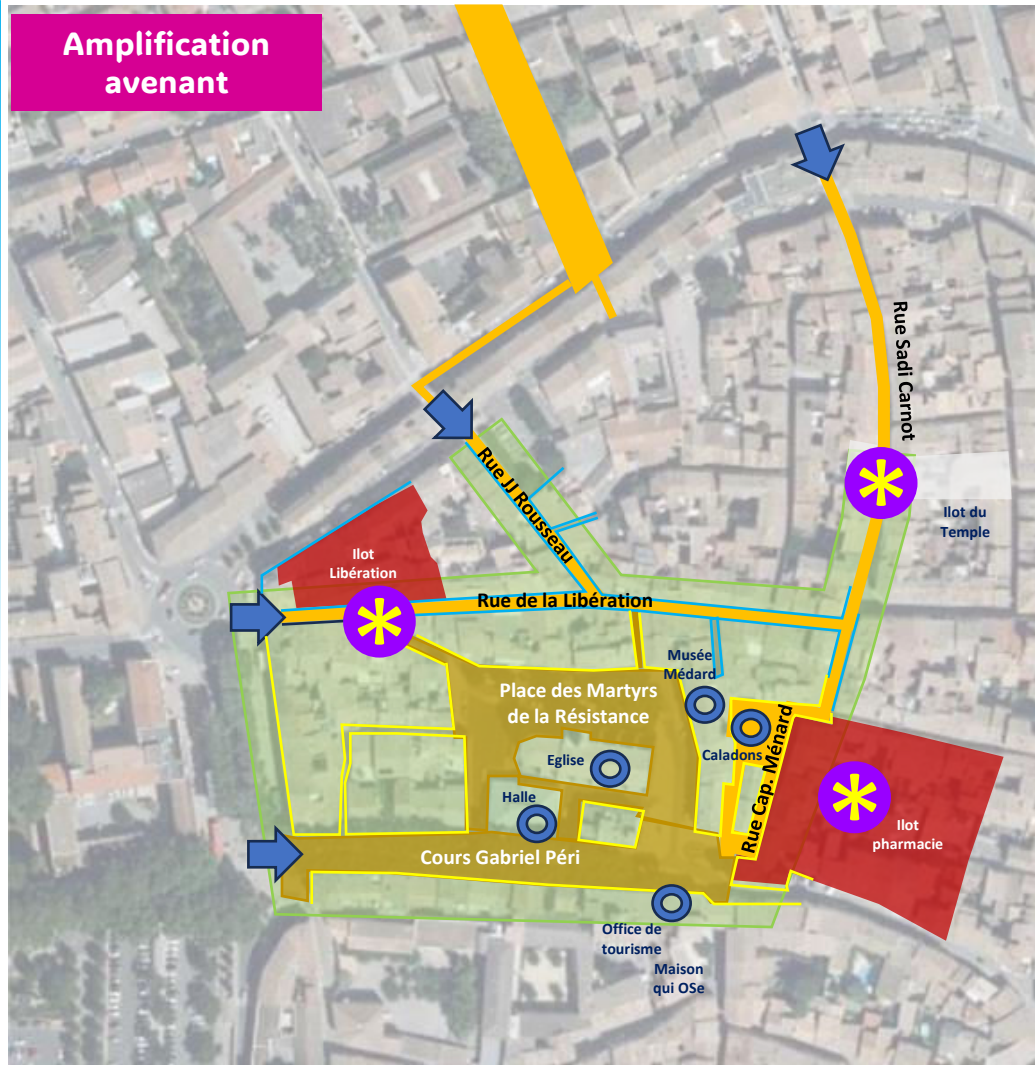 Amplification
avenant
Rue Sadi Carnot
Rue JJ Rousseau
Ilot du
Temple
Ilot
Libération
Rue de la Libération
Musée
Médard
Place des Martyrs
de la Résistance
Caladons
Rue Cap. Ménard
Eglise
Halle
Ilot
pharmacie
Cours Gabriel Péri
Office de
tourisme
Maison
qui OSe